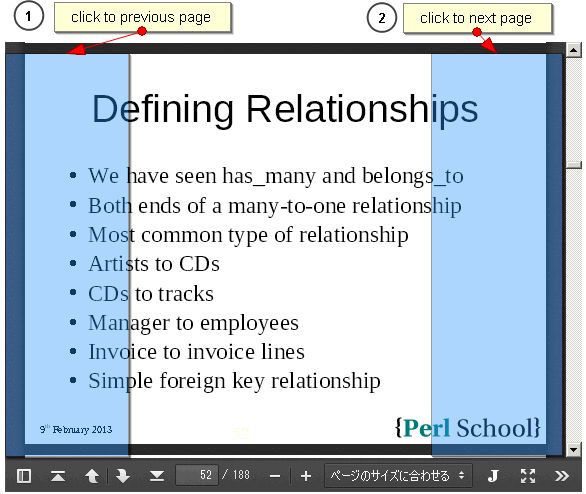 1 click to previous page
2 click to next page
Defining Relationships
• We have seen has_many and belongs_to
• Both ends of a many-to-one relationship
• Most common type of relationship
• Artists to CDs
• CDs to tracks
• Manager to employees
• Invoice to invoice lines
• Simple foreign key relationship
9th February 2013
{Perl School}
52 / 188 ページのサイズに合わせる J